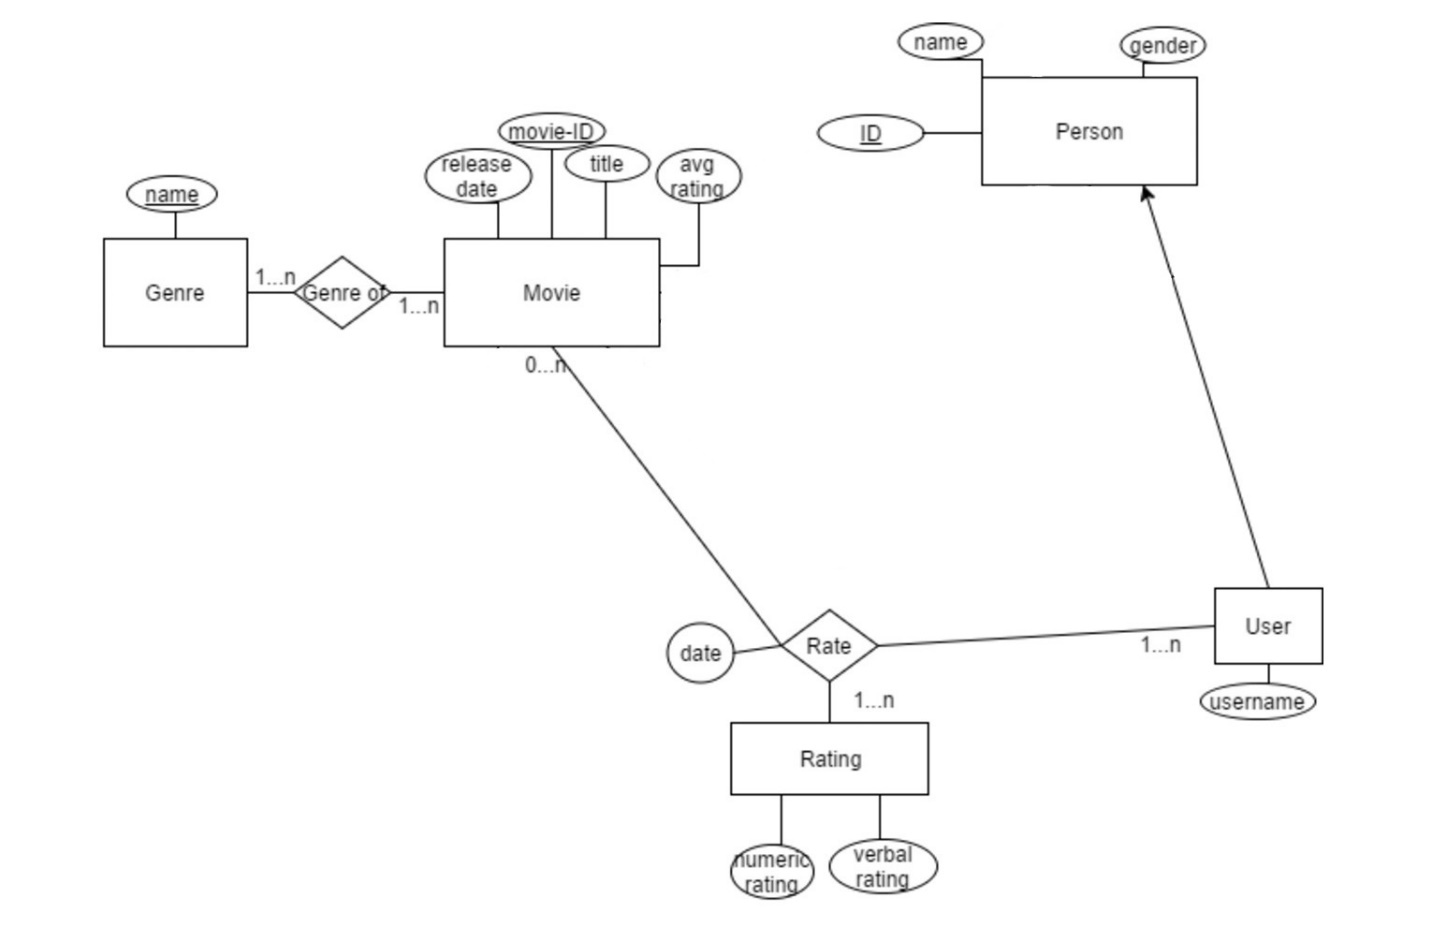 name
gender
ID
Person
movie-ID
release
date
title
avg
rating
name
Genre
1...n
Genre of
1...n
Movie
0...n
date
Rate
1...n
User
username
1...n
Rating
numeric
rating
verbal
rating